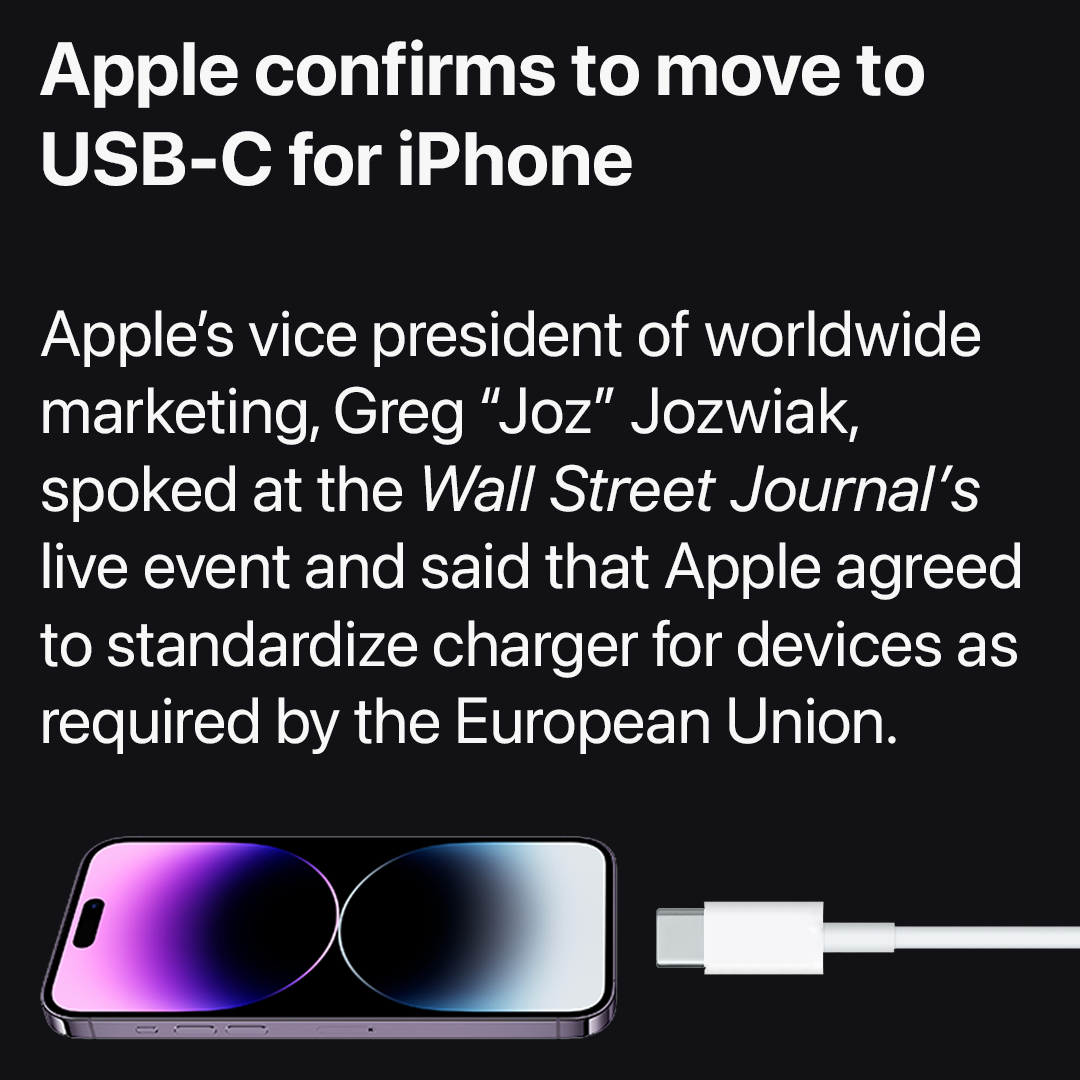 Apple confirms to move to
USB-C for iPhone
Apple’s vice president of worldwide
marketing, Greg “Joz” Jozwiak,
spoked at the Wall Street Journal’s
live event and said that Apple agreed
to standardize charger for devices as
required by the European Union.